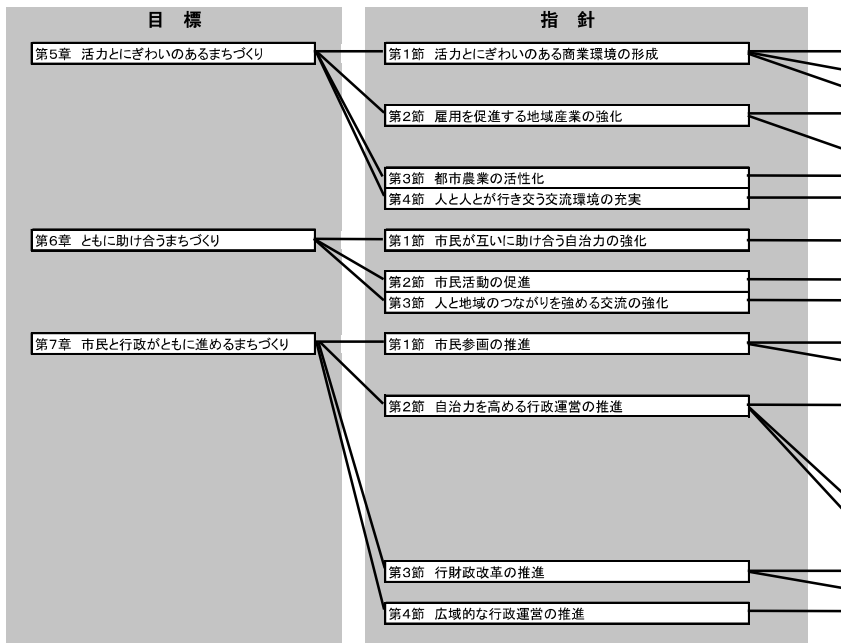 目　標
指　針
第5章 活力とにぎわいのあるまちづくり
第1節 活力とにぎわいのある商業環境の形成
第2節 雇用を促進する地域産業の強化
第3節 都市農業の活性化
第4節 人と人とが行き交う交流環境の充実
第6章 ともに助け合うまちづくり
第1節 市民が互いに助け合う自治力の強化
第2節 市民活動の促進
第3節 人と地域のつながりを強める交流の強化
第7章 市民と行政がともに進めるまちづくり
第1節 市民参画の推進
第2節 自治力を高める行政運営の推進
第3節 行財政改革の推進
第4節 広域的な行政運営の推進